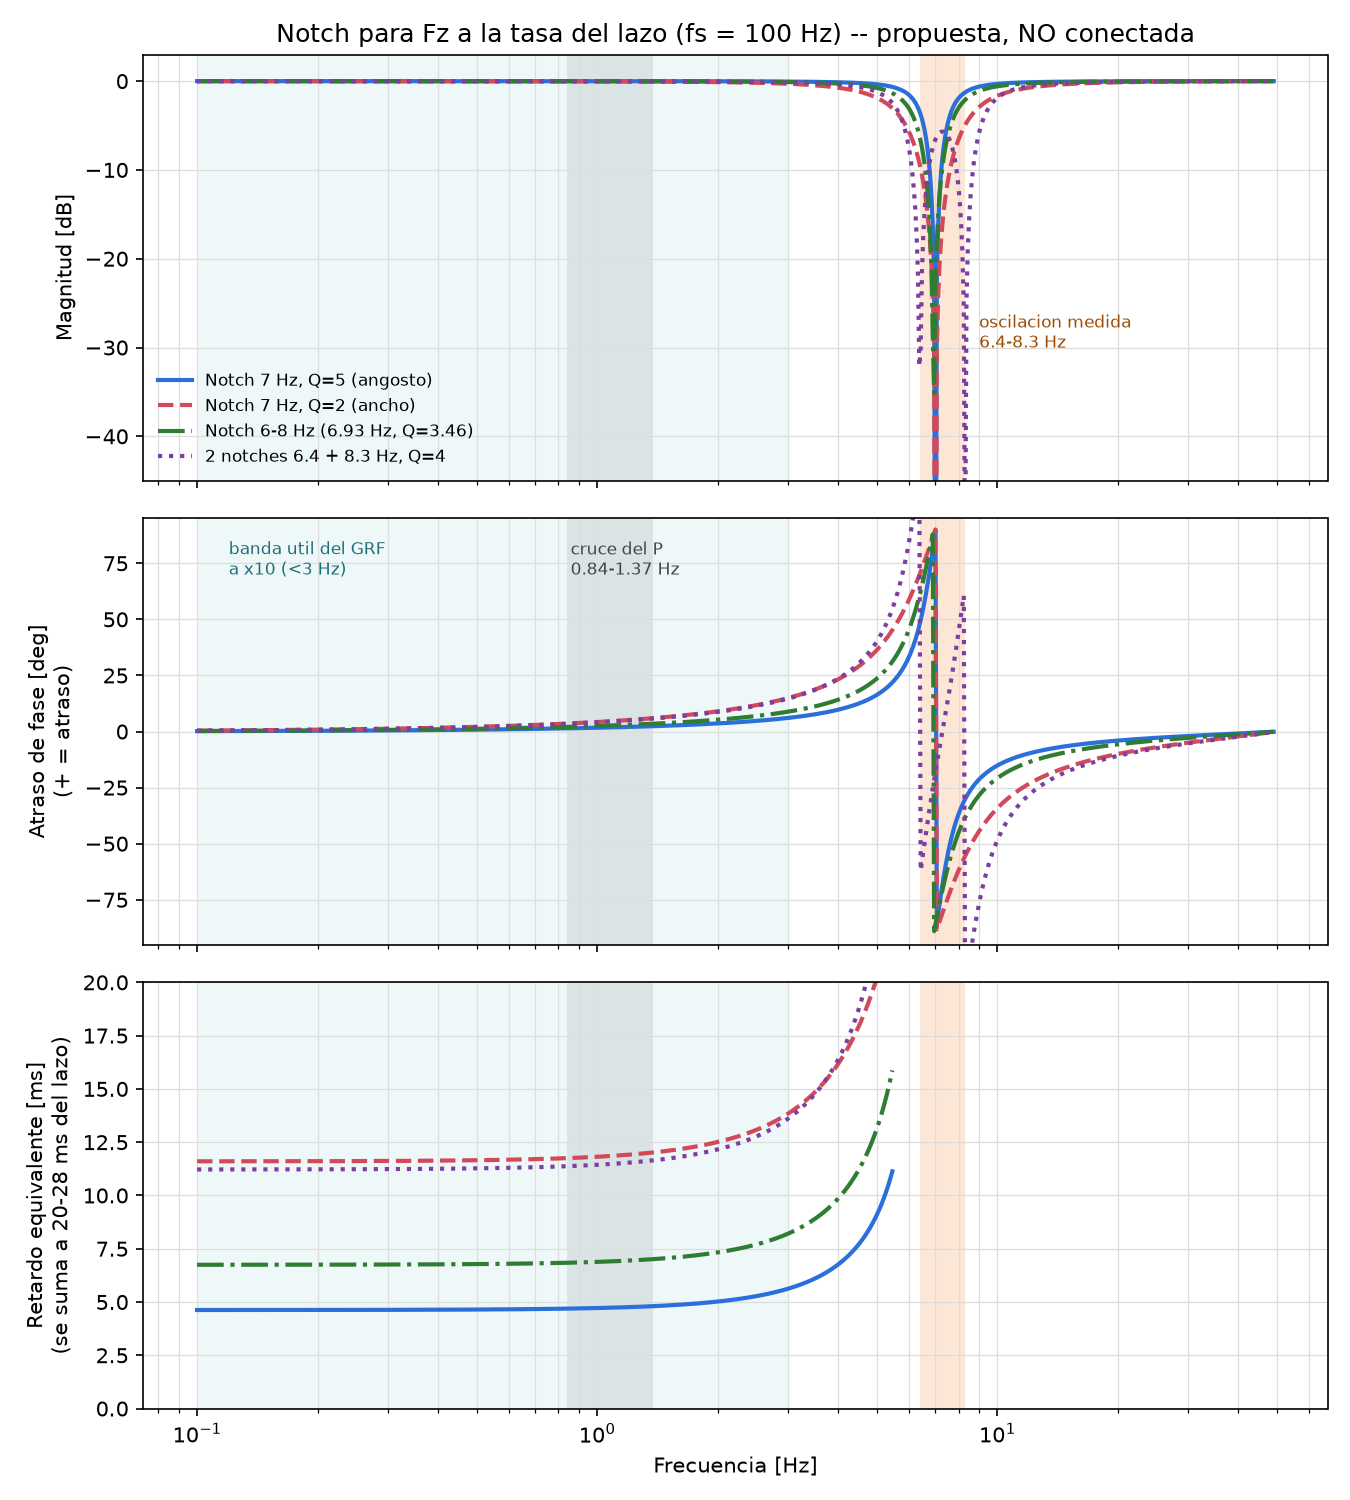 Notch para Fz a la tasa del lazo (fs = 100 Hz) -- propuesta, NO conectada
0
−10
−20
−30
−40
Magnitud [dB]
oscilacion medida
6.4-8.3 Hz
Notch 7 Hz, Q=5 (angosto)
Notch 7 Hz, Q=2 (ancho)
Notch 6-8 Hz (6.93 Hz, Q=3.46)
2 notches 6.4 + 8.3 Hz, Q=4
75
50
25
0
−25
−50
−75
Atraso de fase [deg]
(+ = atraso)
banda util del GRF
a x10 (<3 Hz)
cruce del P
0.84-1.37 Hz
20.0
17.5
15.0
12.5
10.0
7.5
5.0
2.5
0.0
Retardo equivalente [ms]
(se suma a 20-28 ms del lazo)
10⁻¹
10⁰
10¹
Frecuencia [Hz]